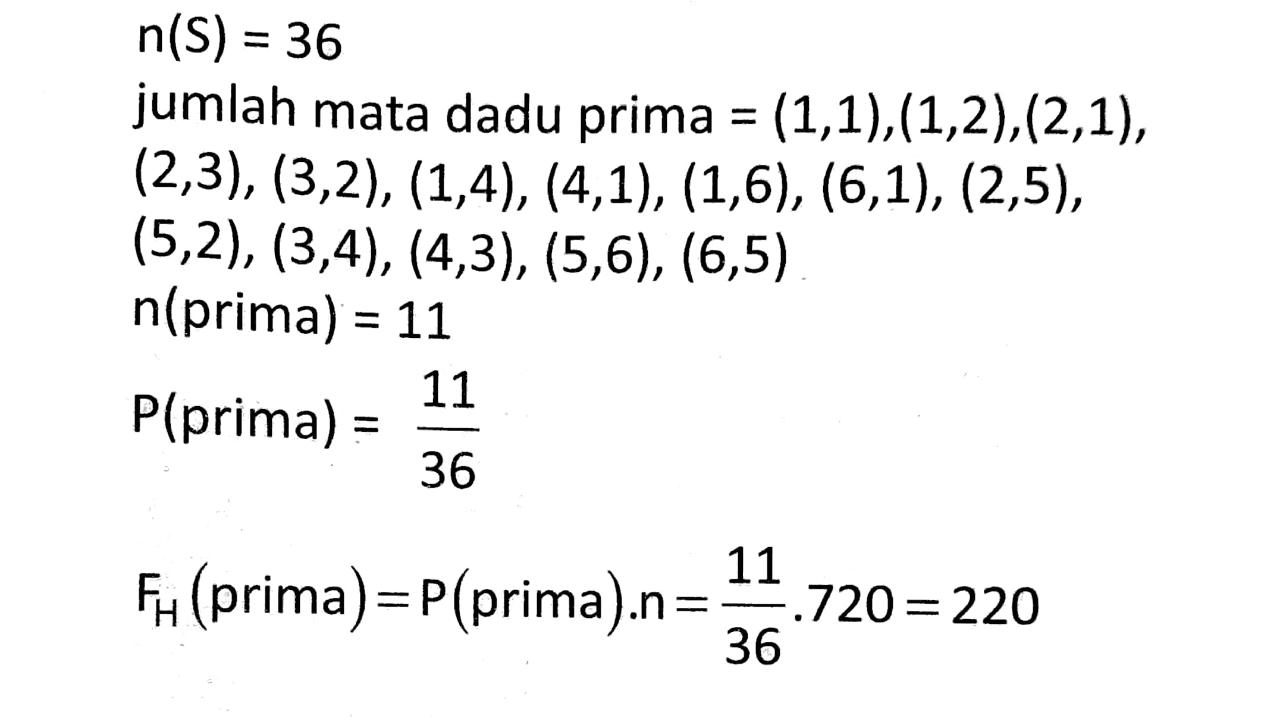 n(S) = 36
jumlah mata dadu prima = (1,1),(1,2),(2,1),
(2,3), (3,2), (1,4), (4,1), (1,6), (6,1), (2,5),
(5,2), (3,4), (4,3), (5,6), (6,5)
n(prima) = 11
P(prima) = 11/36
F_H(prima)=P(prima).n=11/36.720=220